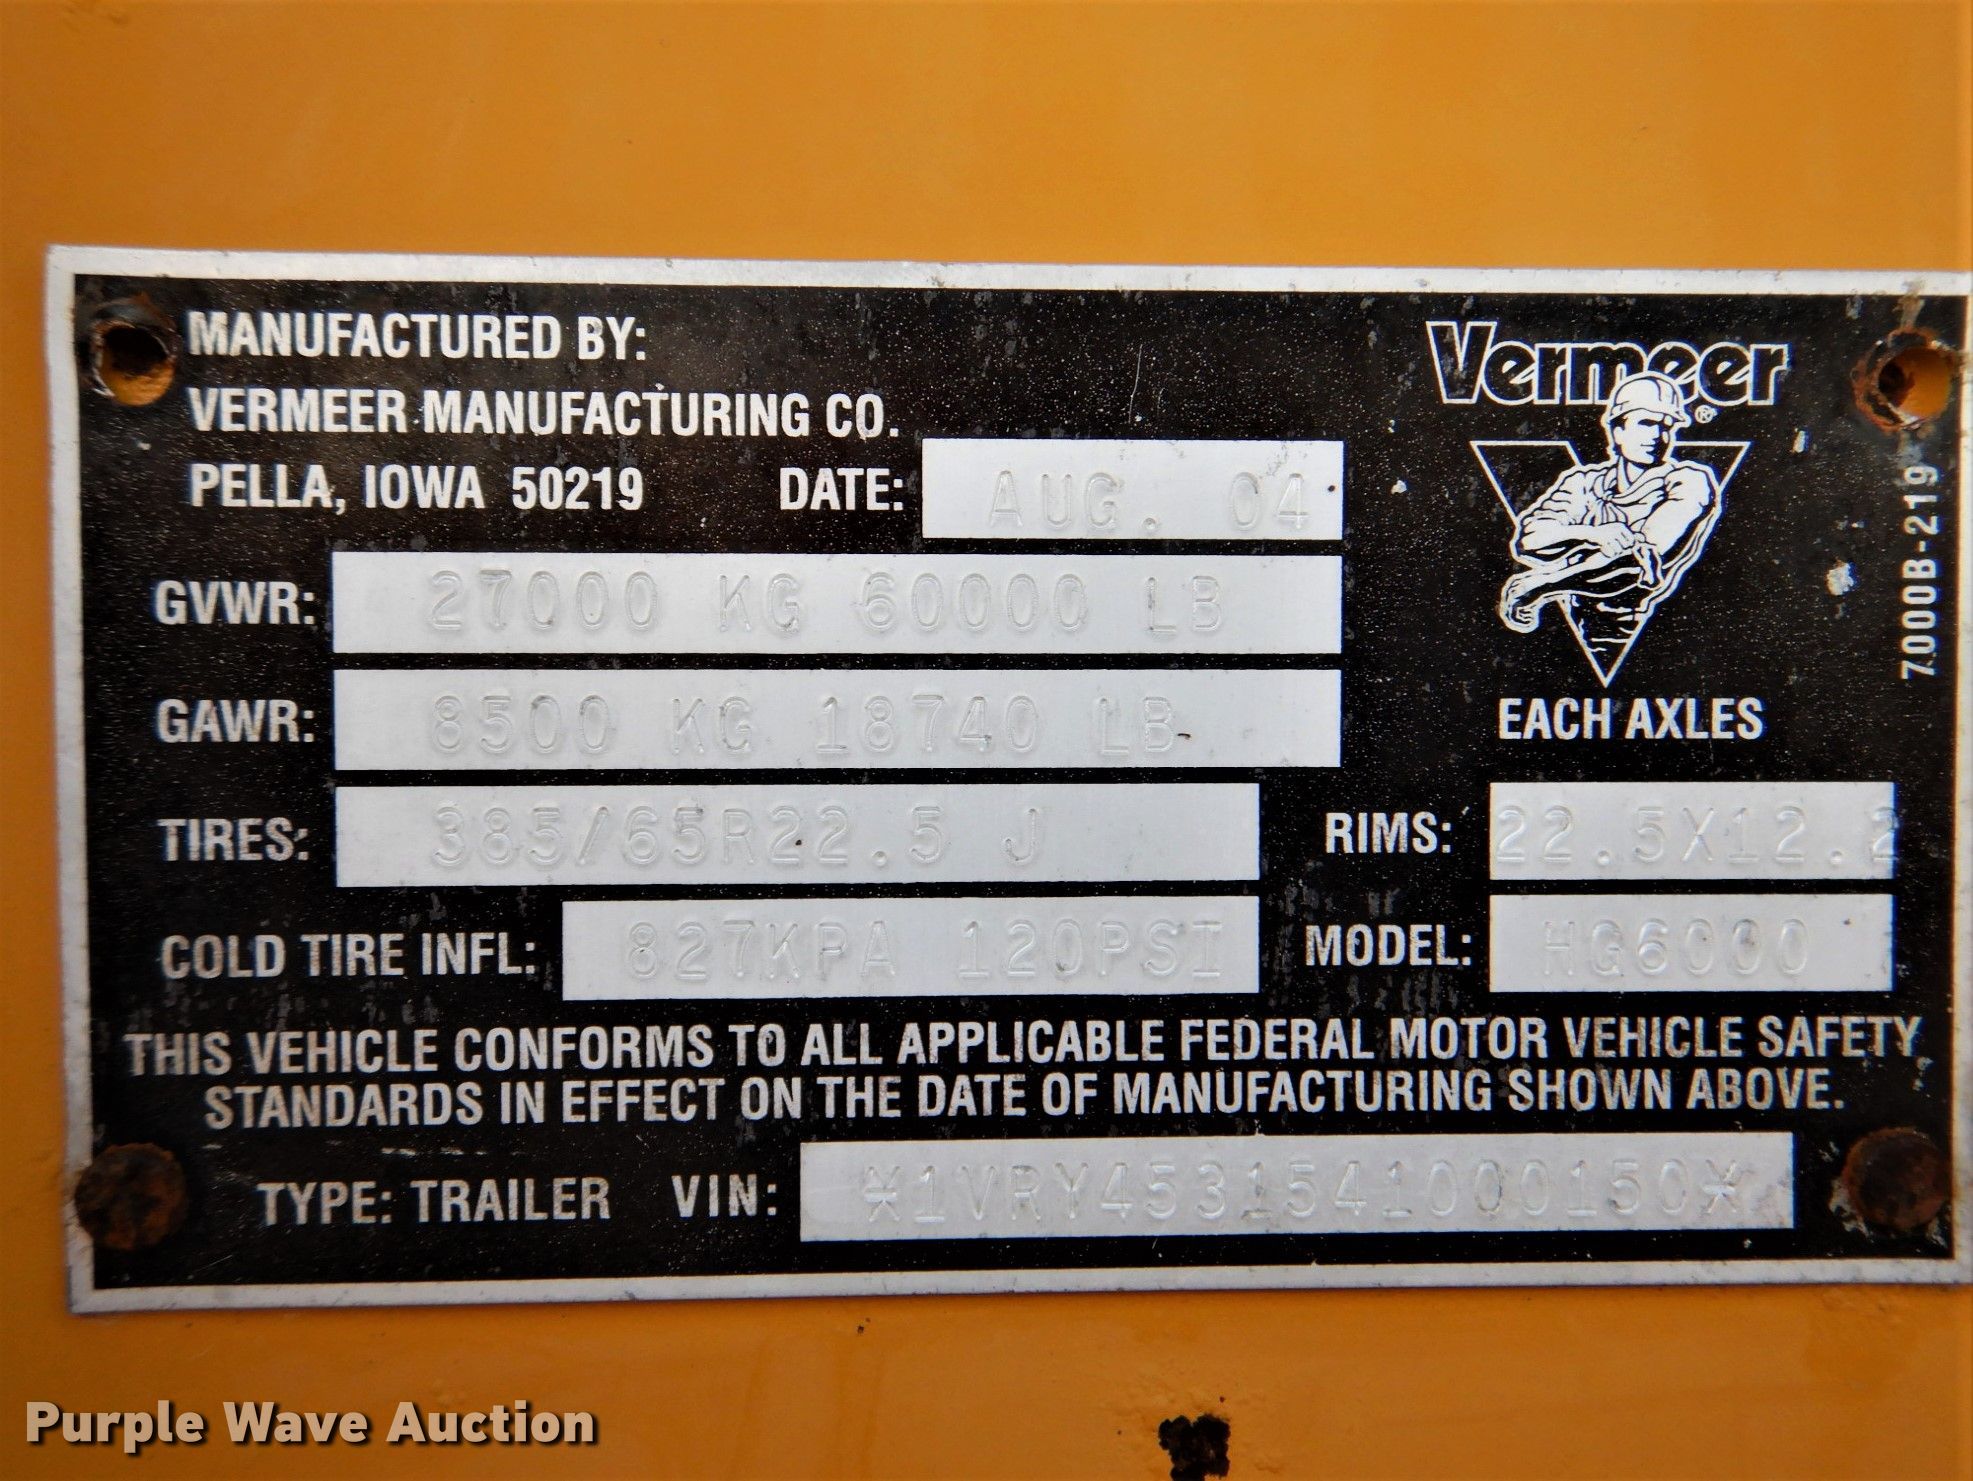 MANUFACTURED BY:
VERMEER MANUFACTURING CO.
PELLA, IOWA 50219 DATE: AUG. 04
Vermeer®
7.0000B-219
GVWR: 27000 KG 60000 LB
GAWR: 8500 KG 18740 LB
EACH AXLES
TIRES: 385/65R22.5 J RIMS: 22.5X12.2
COLD TIRE INFL: 827KPA 120PSI MODEL: HG6000
THIS VEHICLE CONFORMS TO ALL APPLICABLE FEDERAL MOTOR VEHICLE SAFETY
STANDARDS IN EFFECT ON THE DATE OF MANUFACTURING SHOWN ABOVE.
TYPE: TRAILER VIN: *1VRY4531541000150*
Purple Wave Auction